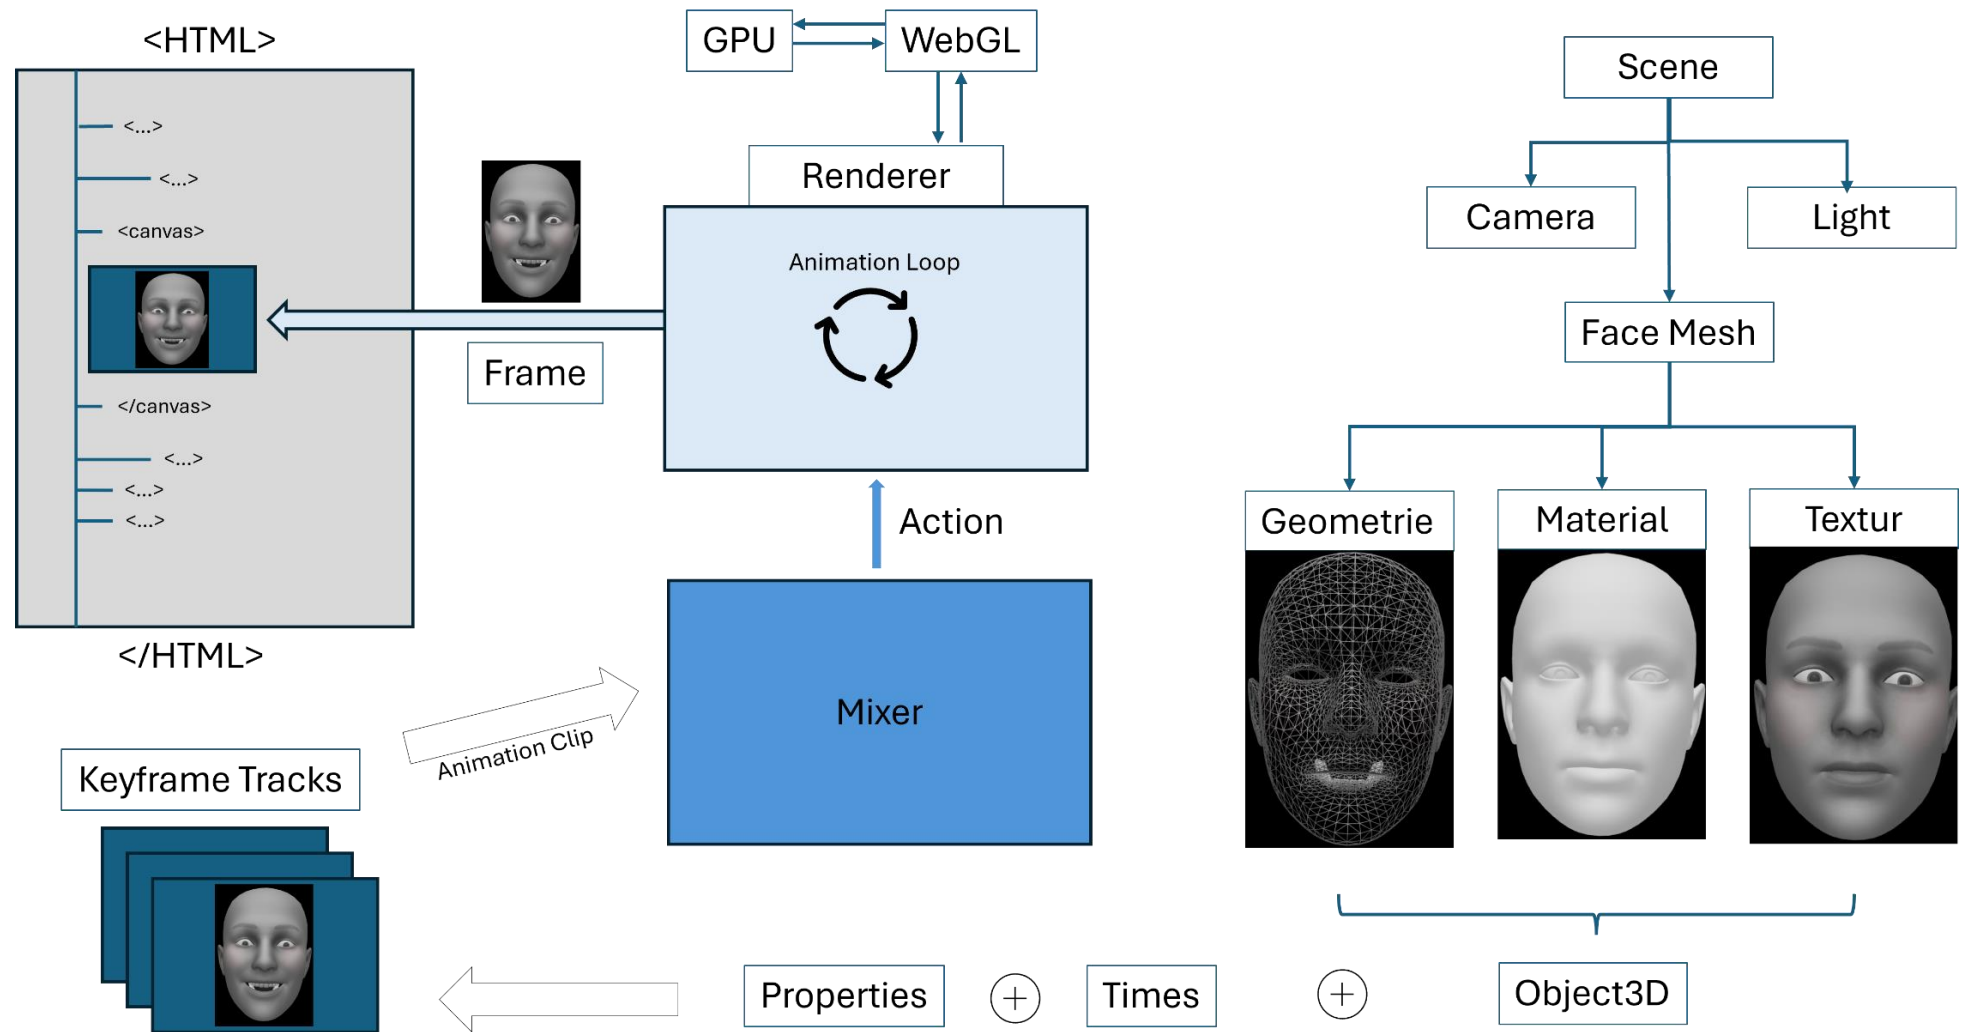 <HTML>
<...>
<...>
<canvas>
</canvas>
<...>
<...>
<...>
</HTML>
GPU
WebGL
Renderer
Animation Loop
Frame
Action
Mixer
Animation Clip
Keyframe Tracks
Properties
+
Times
+
Object3D
Scene
Camera
Light
Face Mesh
Geometrie
Material
Textur